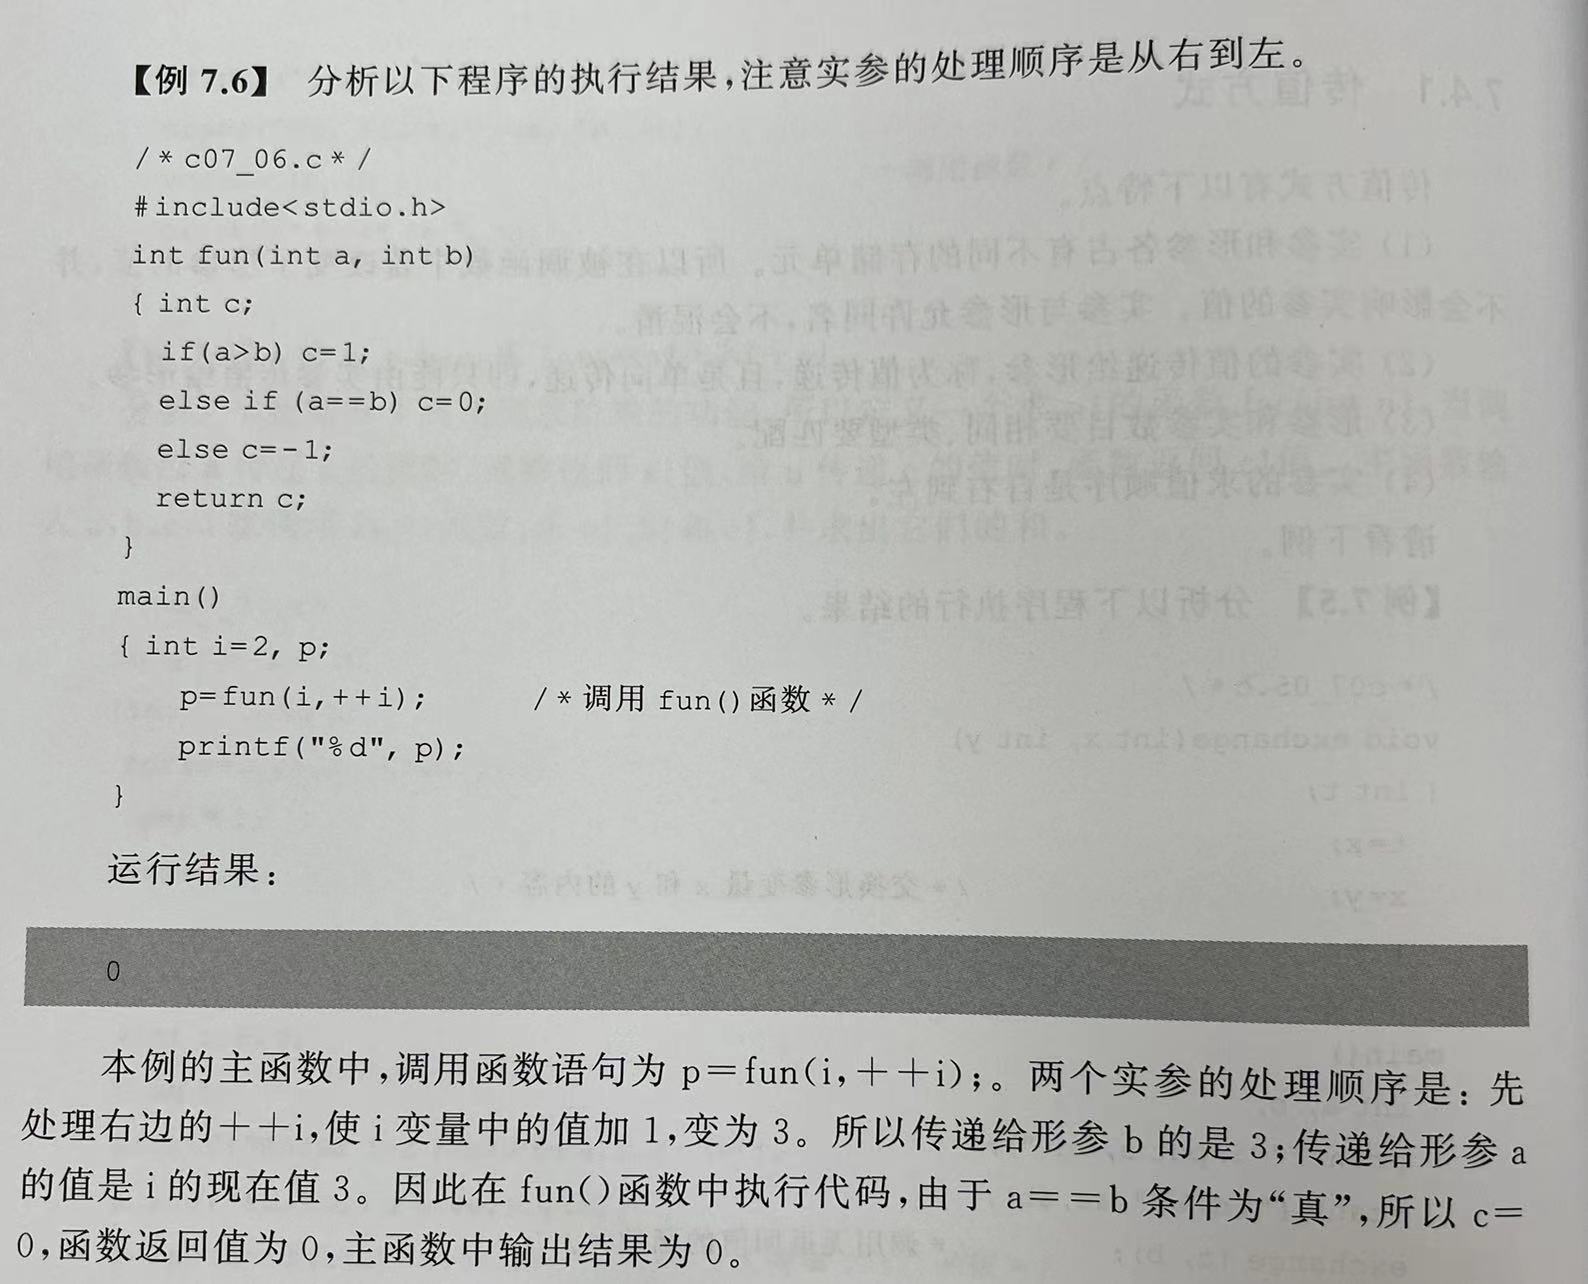 【例 7.6】 分析以下程序的执行结果,注意实参的处理顺序是从右到左。
/*c07_06.c*/
#include<stdio.h>
int fun(int a, int b)
{ int c;
if(a>b) c=1;
else if (a==b) c=0;
else c=-1;
return c;
}
main()
{ int i=2, p;
p=fun(i,++i); /*调用 fun()函数*/
printf("%d", p);
}
运行结果:
0
本例的主函数中,调用函数语句为 p=fun(i,++i);。两个实参的处理顺序是:先
处理右边的++i,使 i 变量中的值加 1,变为 3。所以传递给形参 b 的是 3;传递给形参 a
的值是 i 的现在值 3。因此在 fun()函数中执行代码,由于 a==b 条件为“真”,所以 c=
0,函数返回值为 0,主函数中输出结果为 0。